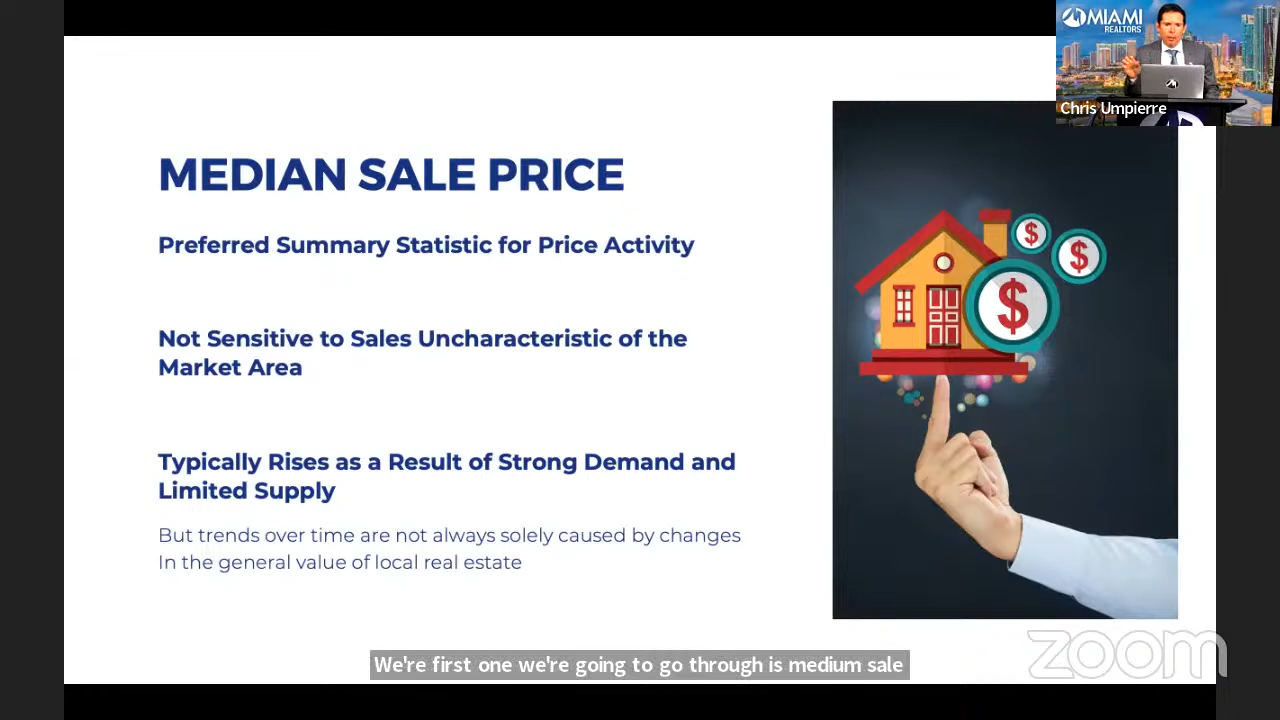 MIAMI
REALTORS
Chris Umpierre
MEDIAN SALE PRICE
Preferred Summary Statistic for Price Activity
Not Sensitive to Sales Uncharacteristic of the
Market Area
Typically Rises as a Result of Strong Demand and
Limited Supply
But trends over time are not always solely caused by changes
In the general value of local real estate
$
$
$
We're first one we're going to go through is medium sale
zoom